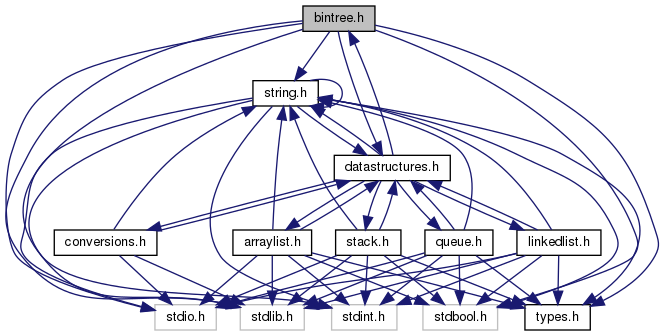 bintree.h
string.h
datastructures.h
conversions.h
arraylist.h
stack.h
queue.h
linkedlist.h
stdio.h
stdlib.h
stdint.h
stdbool.h
types.h